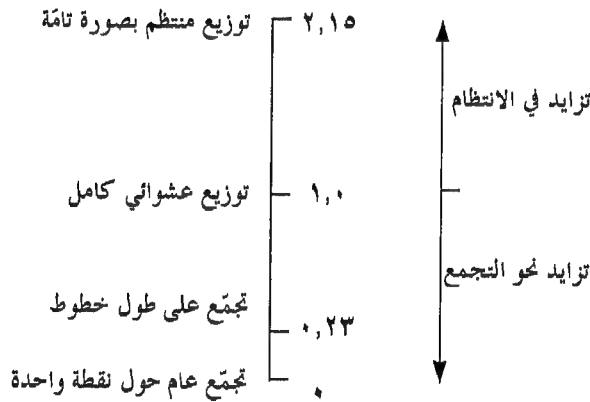 توزيع منتظم بصورة تامّة
٢,١٥
تزايد في الانتظام
توزيع عشوائي كامل
١,٠
تزايد نحو التجمع
تجمّع على طول خطوط
٠,٢٣
تجمّع عام حول نقطة واحدة
٠